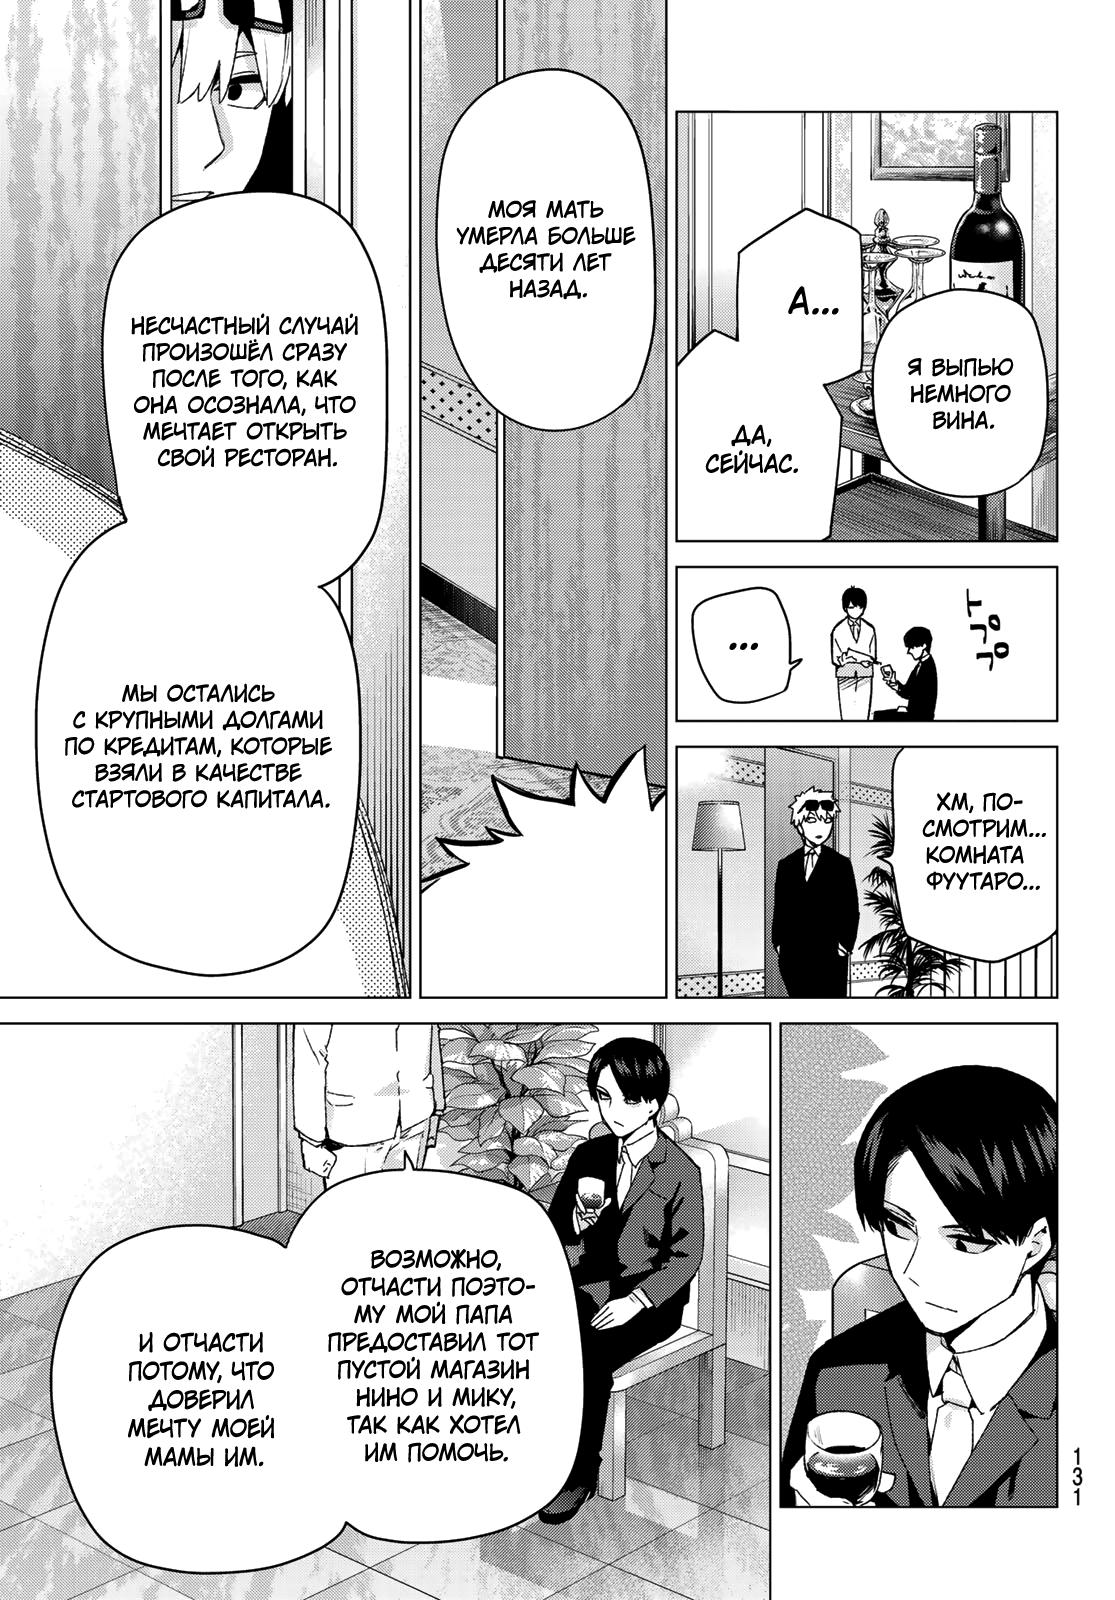 Я ВЫПЬЮ
НЕМНОГО
ВИНА.
А...
ДА,
СЕЙЧАС.
トププ
...
ХМ, ПО-
СМОТРИМ...
КОМНАТА
ФУУТАРО...
МОЯ МАТЬ
УМЕРЛА БОЛЬШЕ
ДЕСЯТИ ЛЕТ
НАЗАД.
НЕСЧАСТНЫЙ СЛУЧАЙ
ПРОИЗОШЁЛ СРАЗУ
ПОСЛЕ ТОГО, КАК
ОНА ОСОЗНАЛА, ЧТО
МЕЧТАЕТ ОТКРЫТЬ
СВОЙ РЕСТОРАН.
МЫ ОСТАЛИСЬ
С КРУПНЫМИ ДОЛГАМИ
ПО КРЕДИТАМ, КОТОРЫЕ
ВЗЯЛИ В КАЧЕСТВЕ
СТАРТОВОГО КАПИТАЛА.
ВОЗМОЖНО,
ОТЧАСТИ ПОЭТО-
МУ МОЙ ПАПА
ПРЕДОСТАВИЛ ТОТ
ПУСТОЙ МАГАЗИН
НИНО И МИКУ,
ТАК КАК ХОТЕЛ
ИМ ПОМОЧЬ.
И ОТЧАСТИ
ПОТОМУ, ЧТО
ДОВЕРИЛ
МЕЧТУ МОЕЙ
МАМЫ ИМ.
131